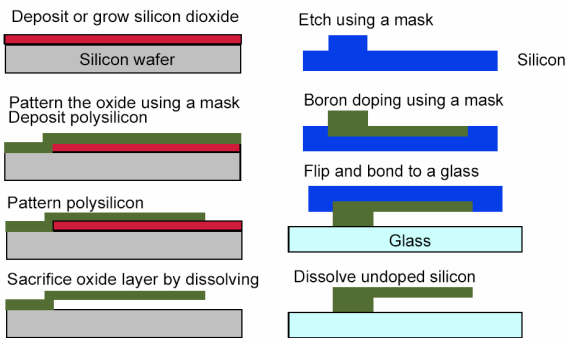 Deposit or grow silicon dioxide
Silicon wafer
Pattern the oxide using a mask
Deposit polysilicon
Pattern polysilicon
Sacrifice oxide layer by dissolving
Etch using a mask
Silicon
Boron doping using a mask
Flip and bond to a glass
Glass
Dissolve undoped silicon